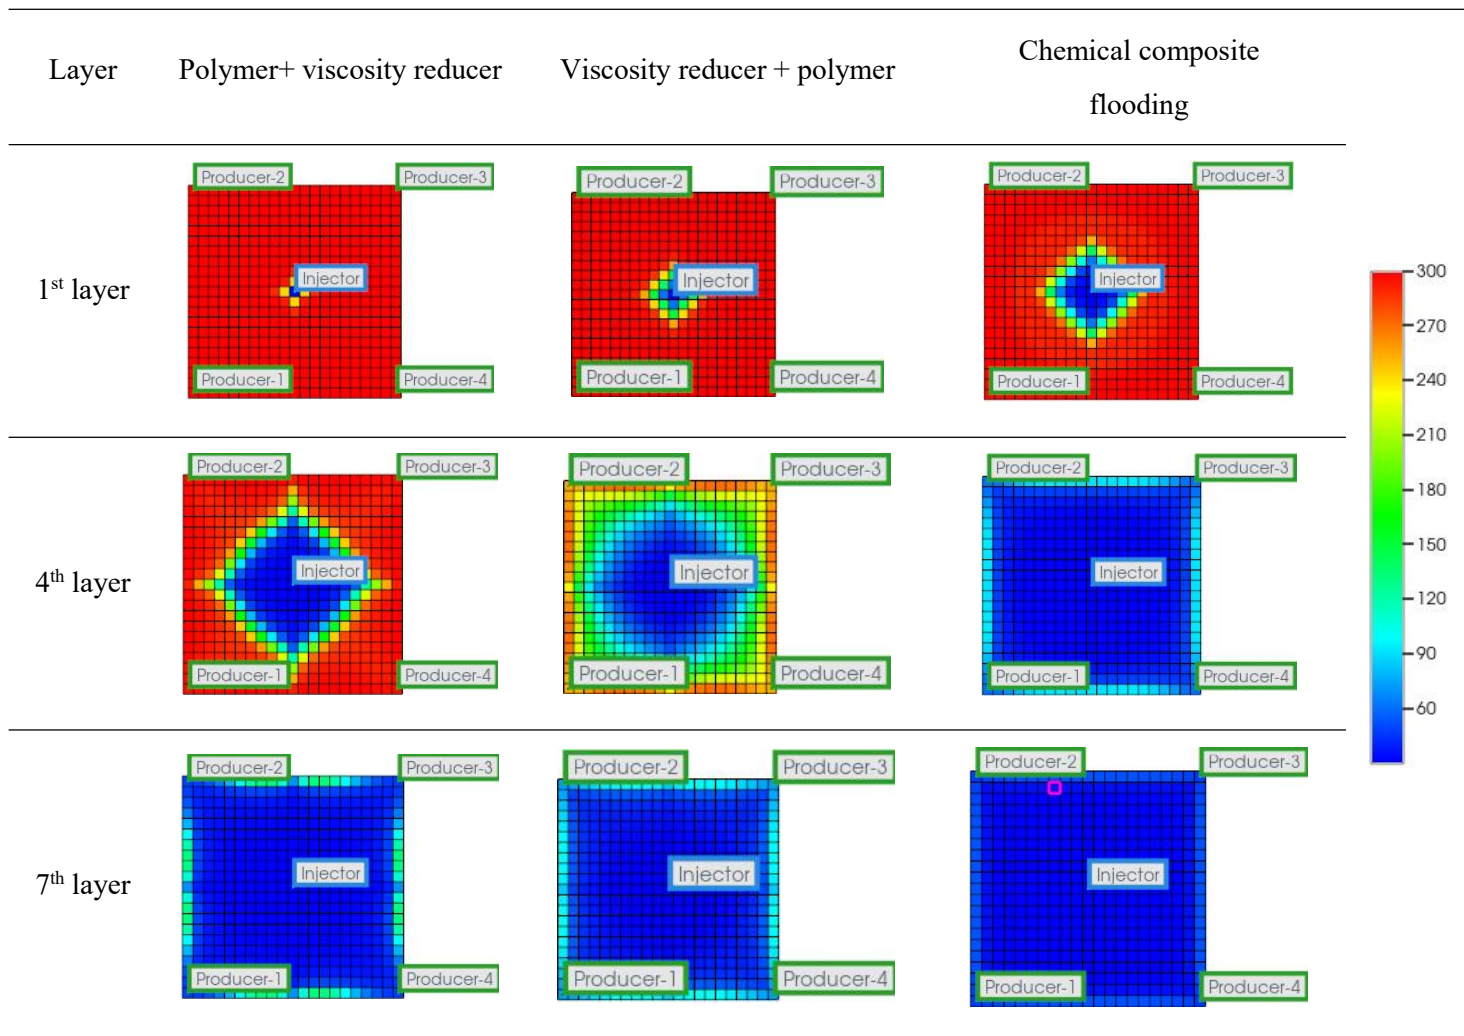 Layer
Polymer+ viscosity reducer
Viscosity reducer + polymer
Chemical composite
flooding
1st layer
Producer-2
Producer-3
Injector
Producer-1
Producer-4
Producer-2
Producer-3
Injector
Producer-1
Producer-4
Producer-2
Producer-3
Injector
Producer-1
Producer-4
4th layer
Producer-2
Producer-3
Injector
Producer-1
Producer-4
Producer-2
Producer-3
Injector
Producer-1
Producer-4
Producer-2
Producer-3
Injector
Producer-1
Producer-4
7th layer
Producer-2
Producer-3
Injector
Producer-1
Producer-4
Producer-2
Producer-3
Injector
Producer-1
Producer-4
Producer-2
Producer-3
Injector
Producer-1
Producer-4
300
270
240
210
180
150
120
90
60